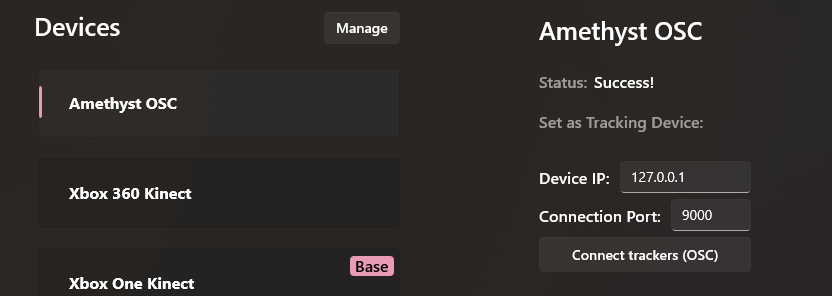 Devices
Manage
Amethyst OSC
Xbox 360 Kinect
Base
Xbox One Kinect
Amethyst OSC
Status: Success!
Set as Tracking Device:
Device IP: 127.0.0.1
Connection Port: 9000
Connect trackers (OSC)